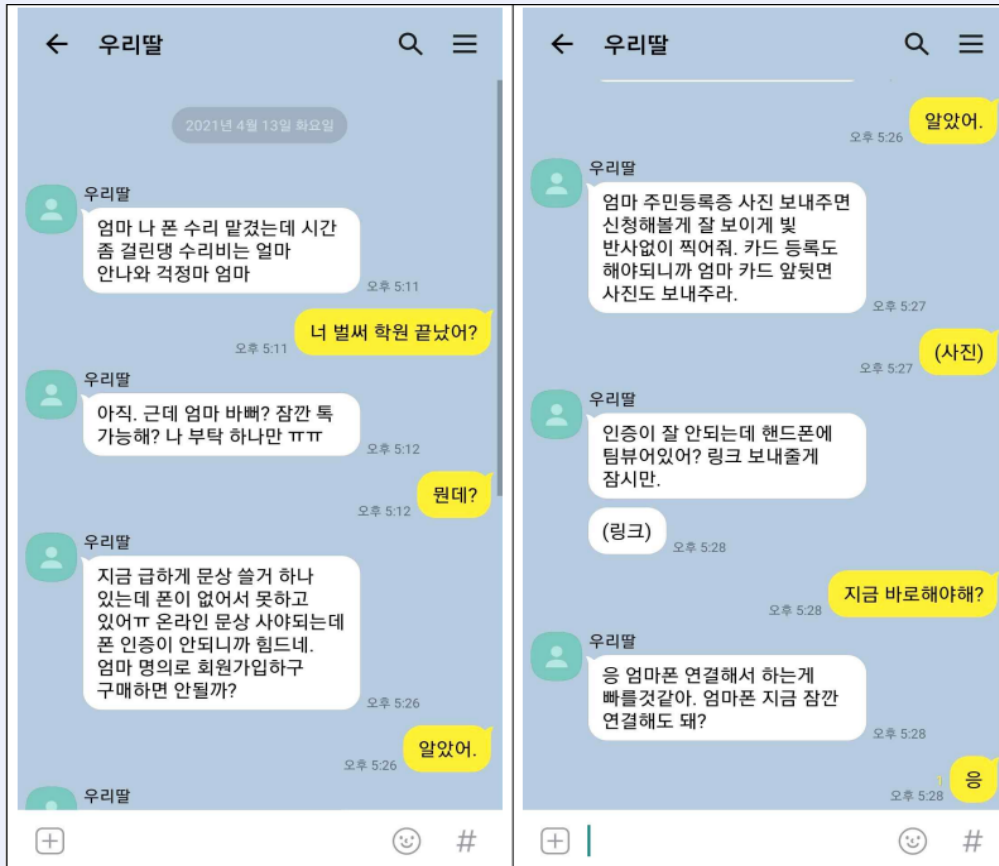 우리딸
2021년 4월 13일 화요일
우리딸
엄마 나 폰 수리 맡겼는데 시간
좀 걸린댕 수리비는 얼마
안나와 걱정마 엄마
오후 5:11
너 벌써 학원 끝났어?
오후 5:11
우리딸
아직. 근데 엄마 바뻐? 잠깐 톡
가능해? 나 부탁 하나만 ㅠㅠ
오후 5:12
뭔데?
오후 5:12
우리딸
지금 급하게 문상 쓸거 하나
있는데 폰이 없어서 못하고
있어ㅠ 온라인 문상 사야되는데
폰 인증이 안되니까 힘드네.
엄마 명의로 회원가입하구
구매하면 안될까?
오후 5:26
알았어.
오후 5:26
우리딸
우리딸
알았어.
오후 5:26
우리딸
엄마 주민등록증 사진 보내주면
신청해볼게 잘 보이게 빛
반사없이 찍어줘. 카드 등록도
해야되니까 엄마 카드 앞뒷면
사진도 보내주라.
오후 5:27
(사진)
오후 5:27
우리딸
인증이 잘 안되는데 핸드폰에
팀뷰어있어? 링크 보내줄게
잠시만.
(링크)
오후 5:28
지금 바로해야해?
오후 5:28
우리딸
응 엄마폰 연결해서 하는게
빠를것같아. 엄마폰 지금 잠깐
연결해도 돼?
오후 5:28
응
1
오후 5:28